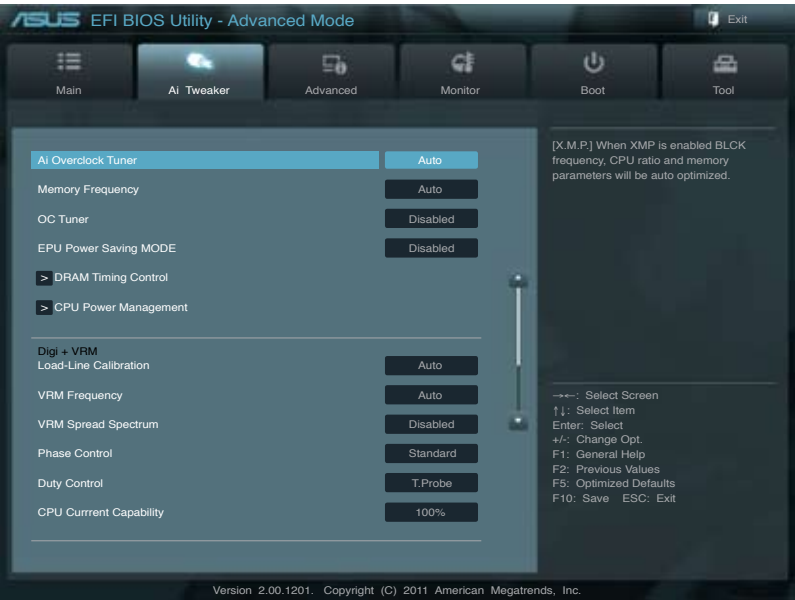 ASUS EFI BIOS Utility - Advanced Mode
Exit
Main
Ai Tweaker
Advanced
Monitor
Boot
Tool
Ai Overclock Tuner Auto
Memory Frequency Auto
OC Tuner Disabled
EPU Power Saving MODE Disabled
> DRAM Timing Control
> CPU Power Management
Digi + VRM
Load-Line Calibration Auto
VRM Frequency Auto
VRM Spread Spectrum Disabled
Phase Control Standard
Duty Control T.Probe
CPU Currrent Capability 100%
[X.M.P.] When XMP is enabled BLCK
frequency, CPU ratio and memory
parameters will be auto optimized.
→←: Select Screen
↑↓: Select Item
Enter: Select
+/-: Change Opt.
F1: General Help
F2: Previous Values
F5: Optimized Defaults
F10: Save ESC: Exit
Version 2.00.1201. Copyright (C) 2011 American Megatrends, Inc.